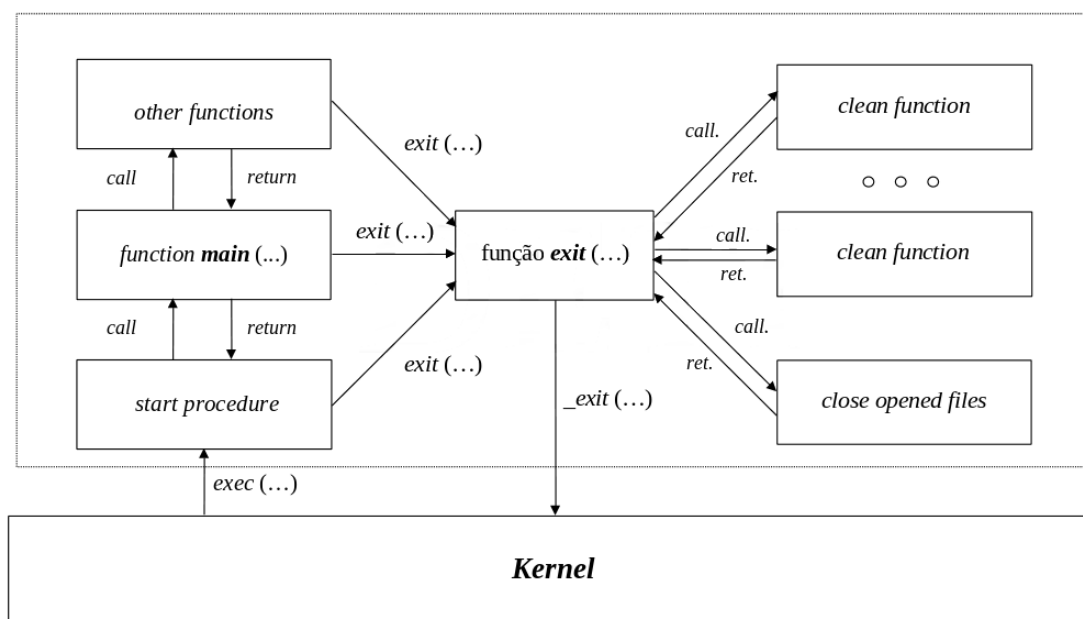 other functions
call
return
function main (...)
call
return
start procedure
exec (…)
exit (…)
exit (…)
exit (…)
função exit (…)
_exit (…)
call.
ret.
clean function
call.
ret.
clean function
call.
ret.
close opened files
Kernel